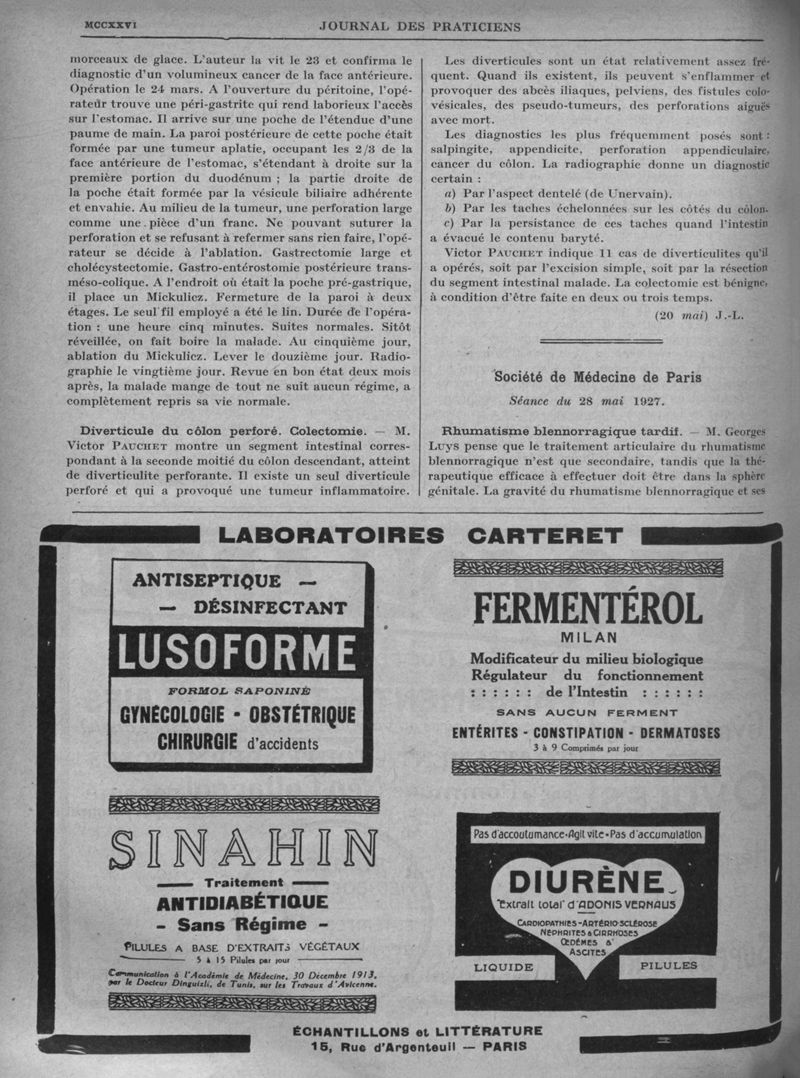 MCCXXVI
JOURNAL DES PRATICIENS
morceaux de glace. L'auteur la vit le 23 et confirma le
diagnostic d'un volumineux cancer de la face antérieure.
Opération le 24 mars. A l'ouverture du péritoine, l'opé-
rateur trouve une péri-gastrite qui rend laborieux l'accès
sur l'estomac. Il arrive sur une poche de l'étendue d'une
paume de main. La paroi postérieure de cette poche était
formée par une tumeur aplatie, occupant les 2/3 de la
face antérieure de l'estomac, s'étendant à droite sur la
première portion du duodénum ; la partie droite de
la poche était formée par la vésicule biliaire adhérente
et envahie. Au milieu de la tumeur, une perforation large
comme une pièce d'un franc. Ne pouvant suturer la
perforation et se refusant à refermer sans rien faire, l'opé-
rateur se décide à l'ablation. Gastrectomie large et
cholécystectomie. Gastro-entérostomie postérieure trans-
méso-colique. A l'endroit où était la poche pré-gastrique,
il place un Mickulicz. Fermeture de la paroi à deux
étages. Le seul fil employé a été le lin. Durée de l'opéra-
tion : une heure cinq minutes. Suites normales. Sitôt
réveillée, on fait boire la malade. Au cinquième jour,
ablation du Mickulicz. Lever le douzième jour. Radio-
graphie le vingtième jour. Revue en bon état deux mois
après, la malade mange de tout ne suit aucun régime, a
complètement repris sa vie normale.
Diverticule du côlon perforé. Colectomie. — M.
Victor PAUCHET montre un segment intestinal corres-
pondant à la seconde moitié du côlon descendant, atteint
de diverticulite perforante. Il existe un seul diverticule
perforé et qui a provoqué une tumeur inflammatoire.
Les diverticules sont un état relativement assez fré-
quent. Quand ils existent, ils peuvent s'enflammer et
provoquer des abcès iliaques, pelviens, des fistules colo-
vésicales, des pseudo-tumeurs, des perforations aiguës
avec mort.
Les diagnostics les plus fréquemment posés sont :
salpingite, appendicite, perforation appendiculaire,
cancer du côlon. La radiographie donne un diagnostic
certain :
a) Par l'aspect dentelé (de Unervain).
b) Par les taches échelonnées sur les côtés du côlon.
c) Par la persistance de ces taches quand l'intestin
a évacué le contenu baryté.
Victor PAUCHET indique 11 cas de diverticulites qu'il
a opérés, soit par l'excision simple, soit par la résection
du segment intestinal malade. La colectomie est bénigne,
à condition d'être faite en deux ou trois temps.
(20 mai) J.-L.
Société de Médecine de Paris
Séance du 28 mai 1927.
Rhumatisme blennorragique tardif. — M. Georges
LUYS pense que le traitement articulaire du rhumatisme
blennorragique n'est que secondaire, tandis que la thé-
rapeutique efficace à effectuer doit être dans la sphère
génitale. La gravité du rhumatisme blennorragique et ses
LABORATOIRES CARTERET
ANTISEPTIQUE —
— DÉSINFECTANT
LUSOFORME
FORMOL SAPONINÉ
GYNÉCOLOGIE - OBSTÉTRIQUE
CHIRURGIE d'accidents
FERMENTÉROL
MILAN
Modificateur du milieu biologique
Régulateur du fonctionnement
: : : : : : de l'Intestin : : : : : :
SANS AUCUN FERMENT
ENTÉRITES - CONSTIPATION - DERMATOSES
3 à 9 Comprimés par jour
SINAHIN
Traitement
ANTIDIABÉTIQUE
- Sans Régime -
PILULES A BASE D'EXTRAITS VÉGÉTAUX
5 à 15 Pilules par jour
Communication à l'Académie de Médecine, 30 Décembre 1913,
par le Docteur Dinguizli, de Tunis, sur les Travaux d'Avicenne.
Pas d'accoutumance • Agit vite • Pas d'accumulation
DIURÈNE
"Extrait total" d'ADONIS VERNALIS
CARDIOPATHIES - ARTÉRIO-SCLÉROSE
NÉPHRITES & CIRRHOSES
ŒDÈMES &
ASCITES
LIQUIDE
PILULES
ÉCHANTILLONS et LITTÉRATURE
15, Rue d'Argenteuil — PARIS